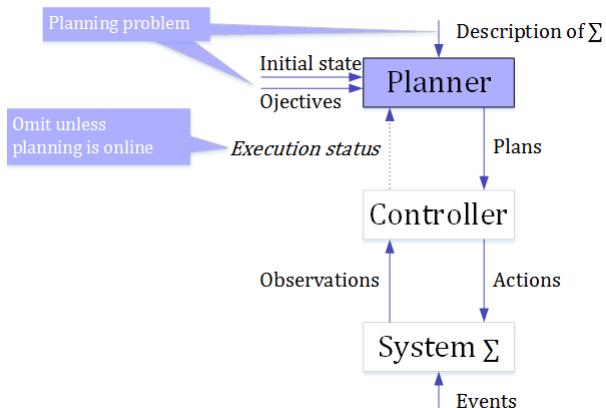 Planning problem
Description of Σ
Initial state
Ojectives
Planner
Omit unless
planning is online
Execution status
Plans
Controller
Observations
Actions
System Σ
Events